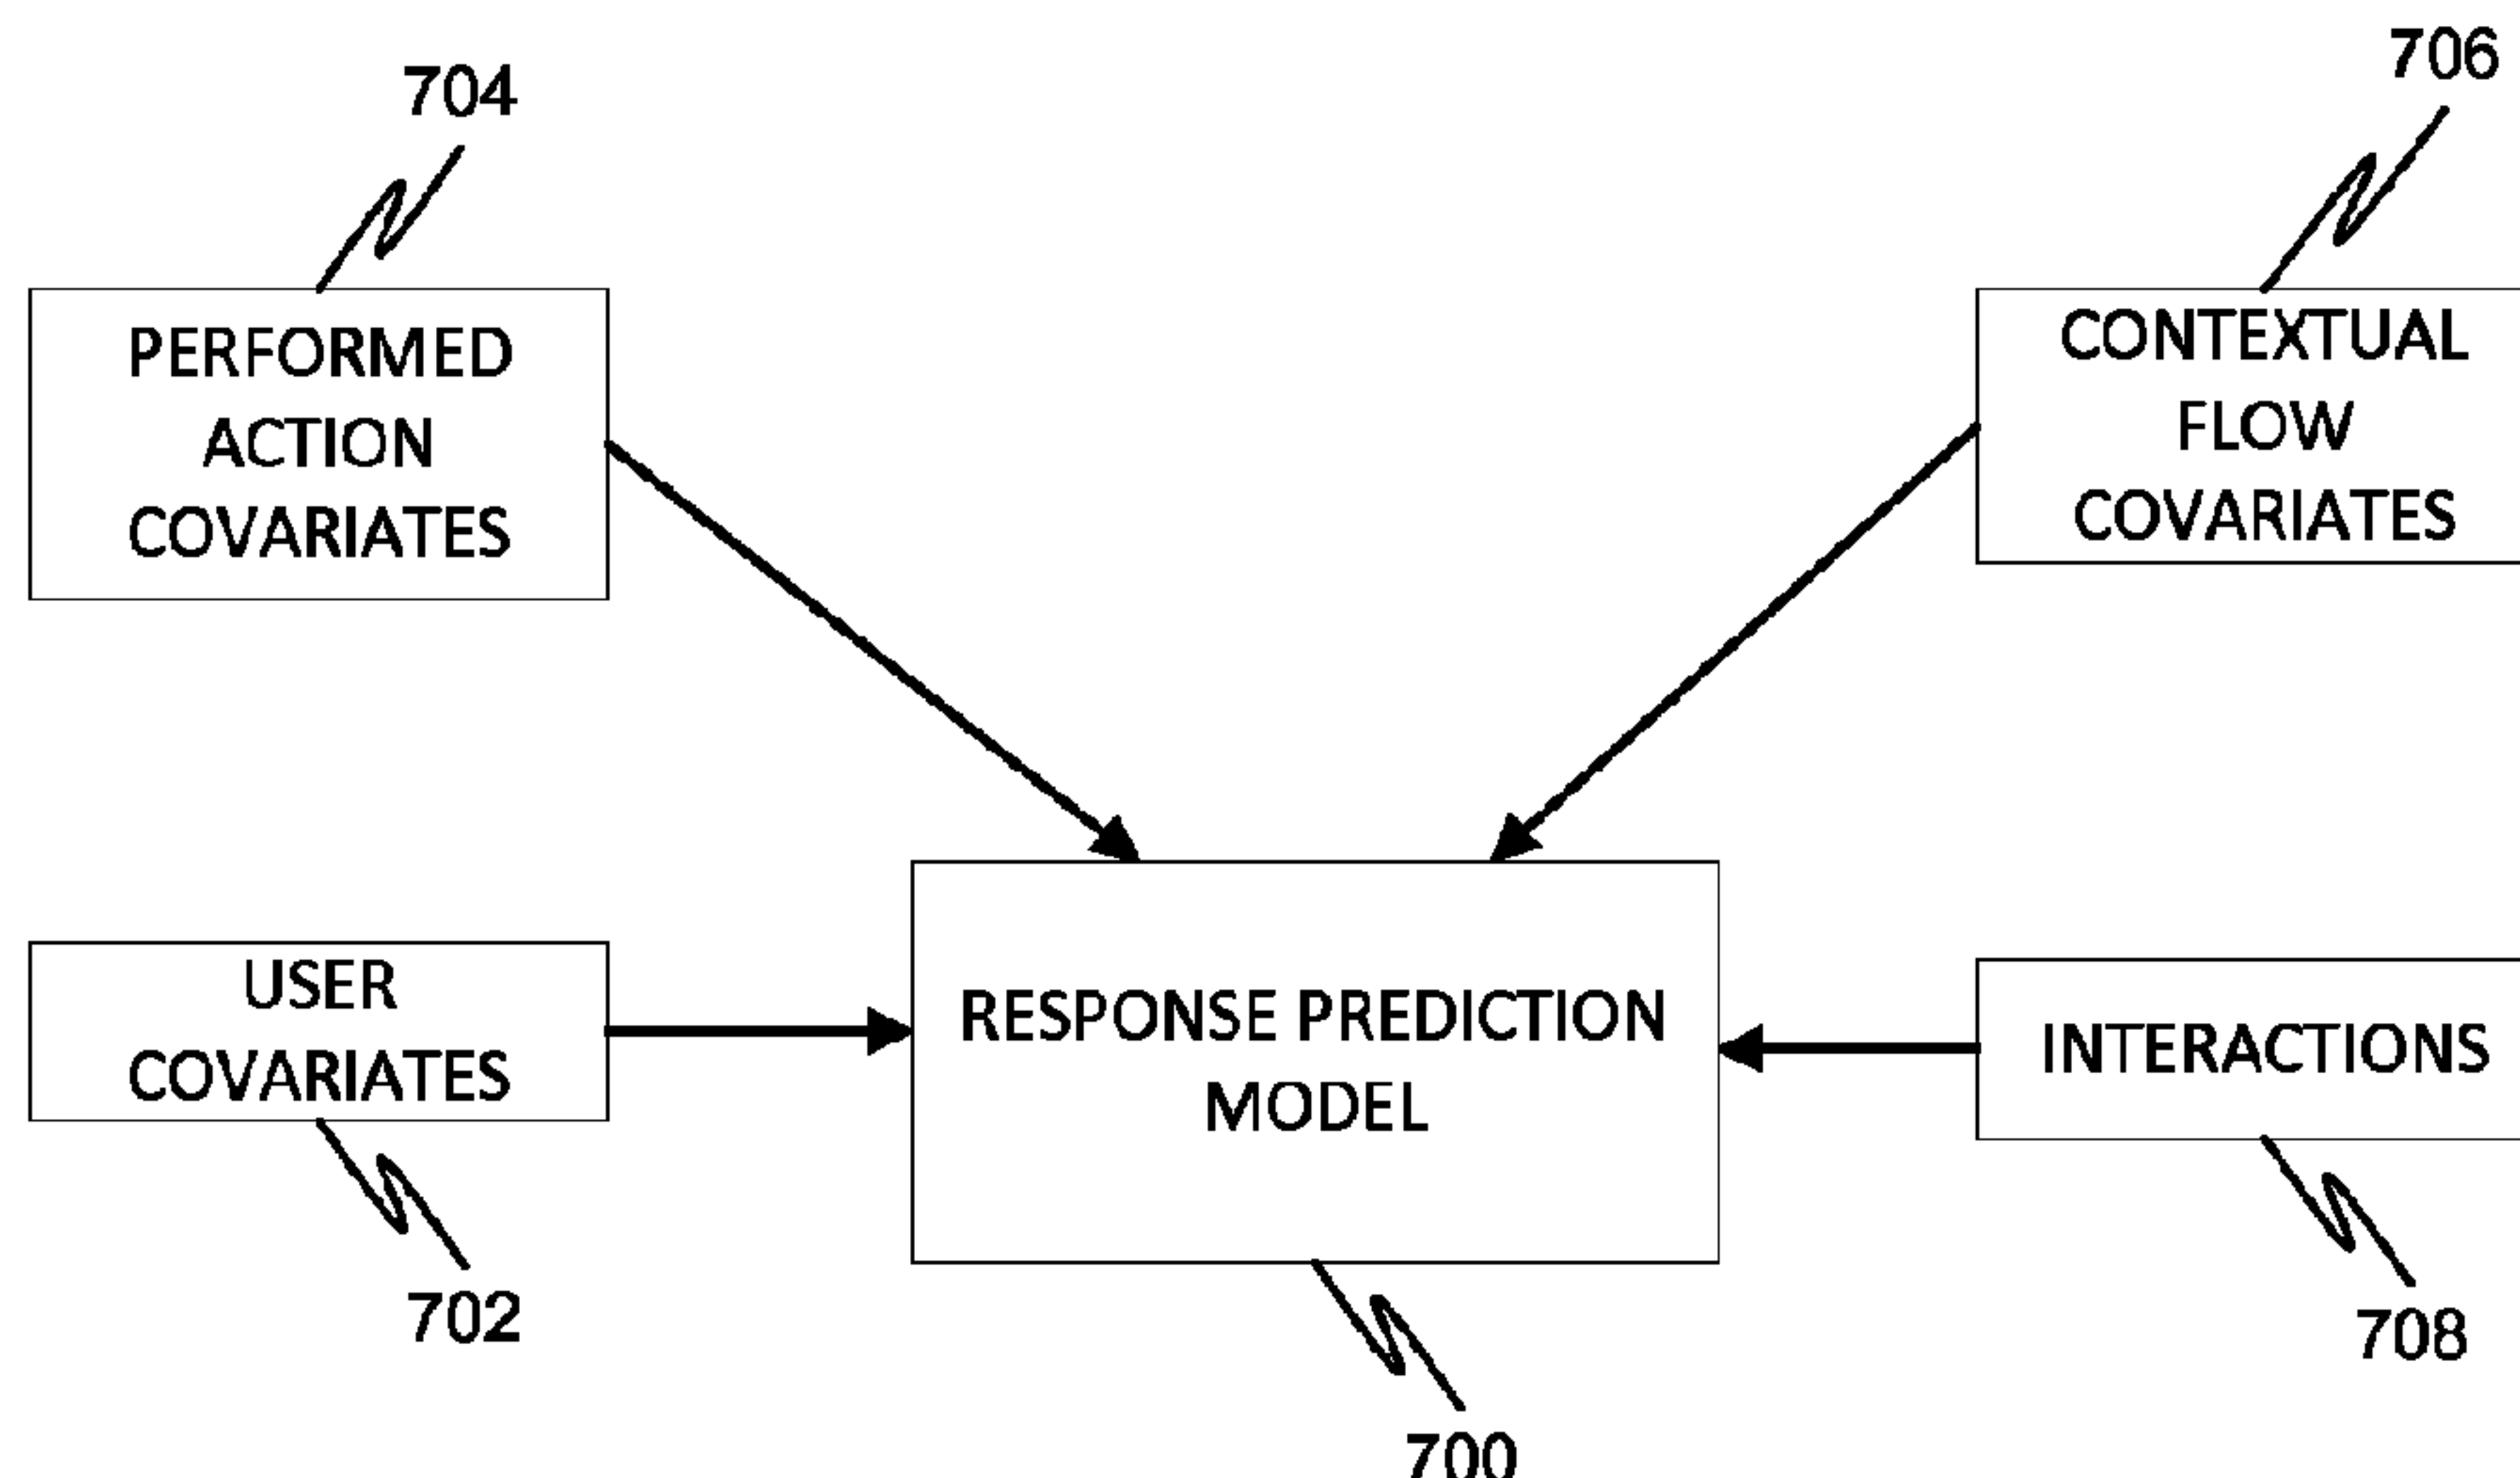 704
706
PERFORMED
ACTION
COVARIATES
CONTEXTUAL
FLOW
COVARIATES
USER
COVARIATES
RESPONSE PREDICTION
MODEL
INTERACTIONS
702
708
700